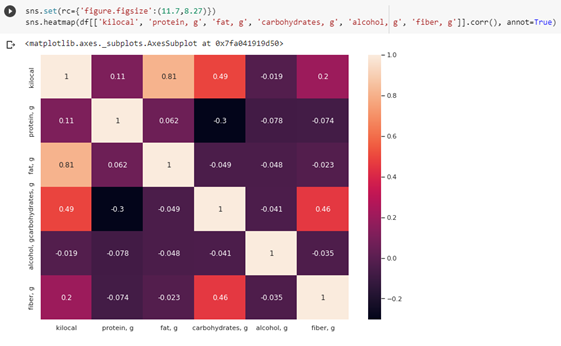 sns.set(rc={'figure.figsize':(11.7,8.27)})
sns.heatmap(df[['kilocal', 'protein, g', 'fat, g', 'carbohydrates, g', 'alcohol, g', 'fiber, g']].corr(), annot=True)
<matplotlib.axes._subplots.AxesSubplot at 0x7fa041919d50>
kilocal 1 0.11 0.81 0.49 -0.019 0.2
protein, g 0.11 1 0.062 -0.3 -0.078 -0.074
fat, g 0.81 0.062 1 -0.049 -0.048 -0.023
carbohydrates, g 0.49 -0.3 -0.049 1 -0.041 0.46
alcohol, g -0.019 -0.078 -0.048 -0.041 1 -0.035
fiber, g 0.2 -0.074 -0.023 0.46 -0.035 1
kilocal protein, g fat, g carbohydrates, g alcohol, g fiber, g
1.0
0.8
0.6
0.4
0.2
0.0
-0.2